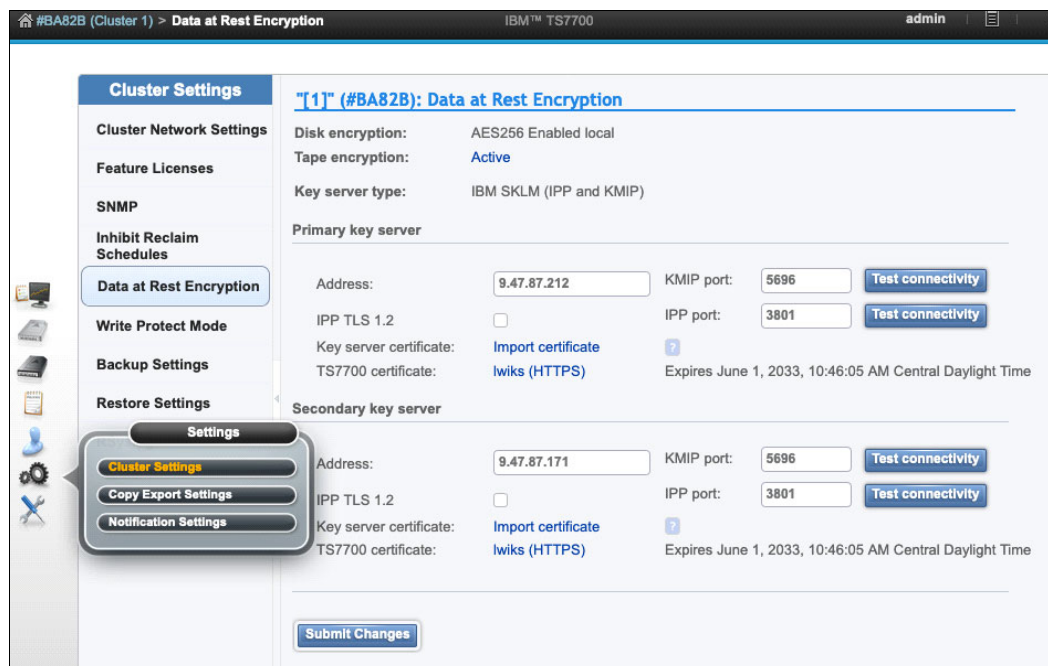 #BA82B (Cluster 1) > Data at Rest Encryption IBM™ TS7700 admin
Cluster Settings
Cluster Network Settings
Feature Licenses
SNMP
Inhibit Reclaim
Schedules
Data at Rest Encryption
Write Protect Mode
Backup Settings
Restore Settings
Settings
Cluster Settings
Copy Export Settings
Notification Settings
"[1]" (#BA82B): Data at Rest Encryption
Disk encryption: AES256 Enabled local
Tape encryption: Active
Key server type: IBM SKLM (IPP and KMIP)
Primary key server
Address: 9.47.87.212 KMIP port: 5696 Test connectivity
IPP TLS 1.2 IPP port: 3801 Test connectivity
Key server certificate: Import certificate ?
TS7700 certificate: lwiks (HTTPS) Expires June 1, 2033, 10:46:05 AM Central Daylight Time
Secondary key server
Address: 9.47.87.171 KMIP port: 5696 Test connectivity
IPP TLS 1.2 IPP port: 3801 Test connectivity
Key server certificate: Import certificate ?
TS7700 certificate: lwiks (HTTPS) Expires June 1, 2033, 10:46:05 AM Central Daylight Time
Submit Changes